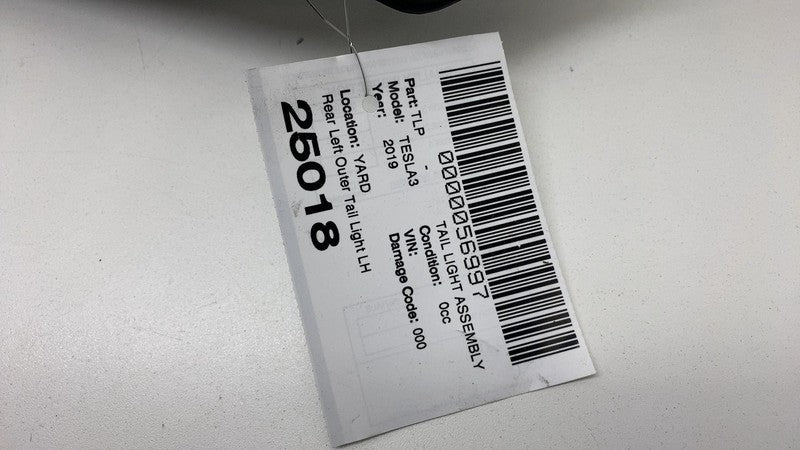 0000056997
Part: TLP - TAIL LIGHT ASSEMBLY
Model: TESLA3 Condition: 0cc
Year: 2019 VIN:
Damage Code: 000
Location: YARD
Rear Left Outer Tail Light LH
25018